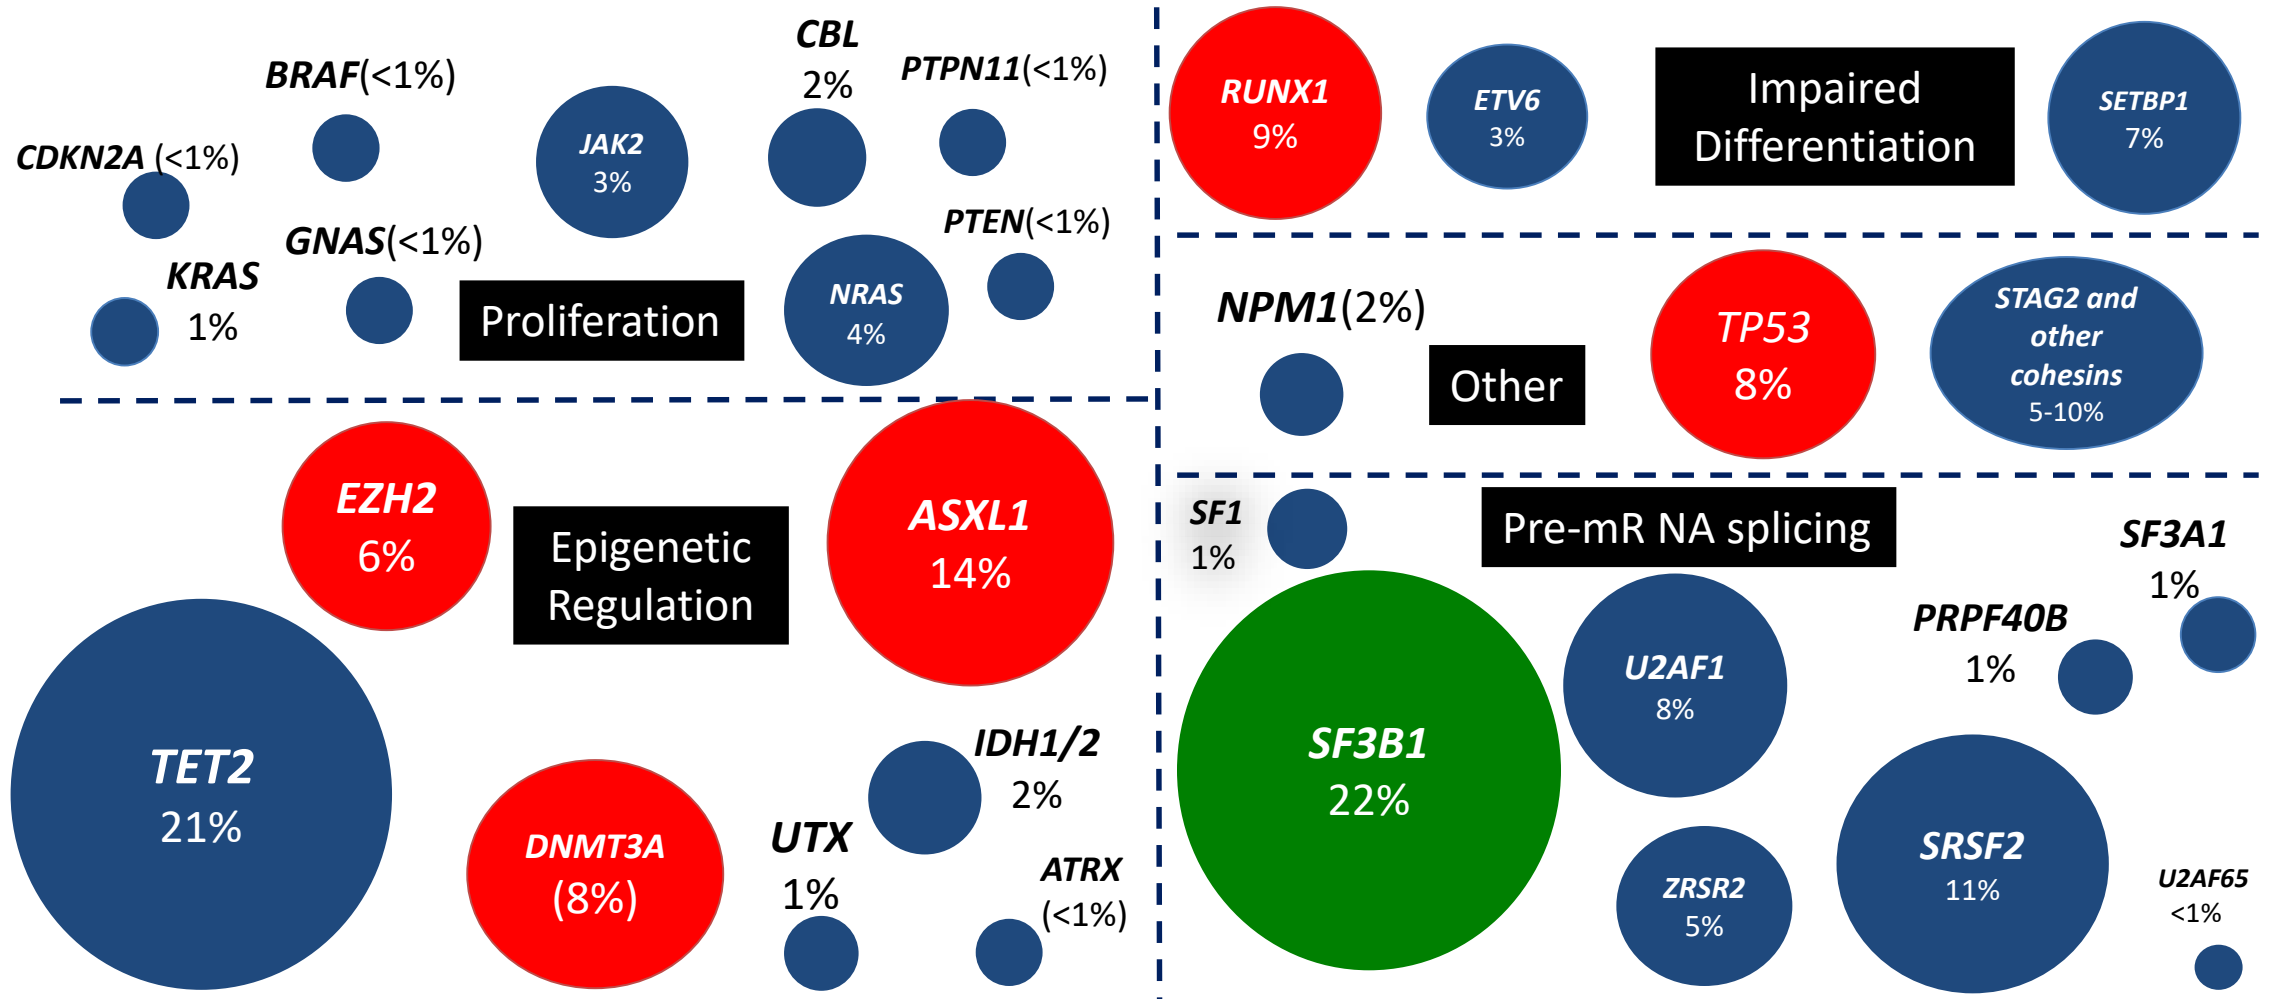 CBL
2%
BRAF(<1%)
PTPN11(<1%)
JAK2
3%
CDKN2A (<1%)
PTEN(<1%)
GNAS(<1%)
KRAS
1%
NRAS
4%
Proliferation
RUNX1
9%
ETV6
3%
Impaired
Differentiation
SETBP1
7%
NPM1(2%)
Other
TP53
8%
STAG2 and
other
cohesins
5-10%
EZH2
6%
Epigenetic
Regulation
ASXL1
14%
TET2
21%
DNMT3A
(8%)
IDH1/2
2%
UTX
1%
ATRX
(<1%)
SF1
1%
Pre-mR NA splicing
SF3A1
1%
PRPF40B
1%
U2AF1
8%
SF3B1
22%
SRSF2
11%
ZRSR2
5%
U2AF65
<1%